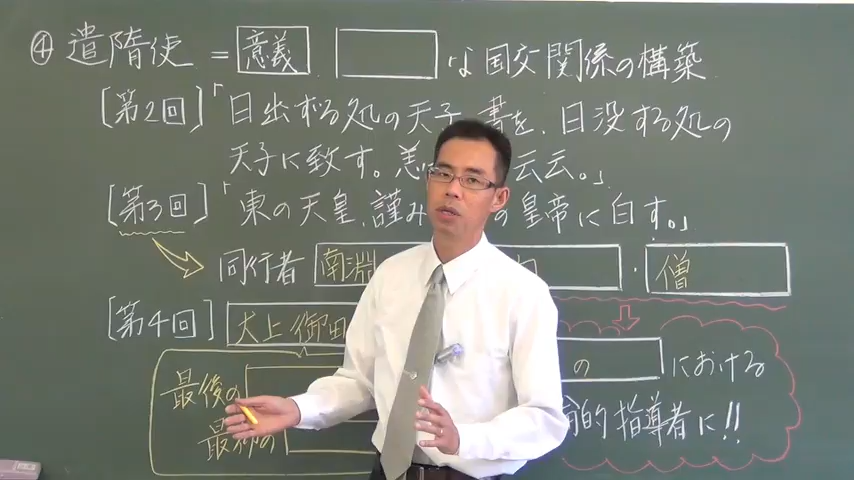 ④ 遣隋使 = 意義 な国交関係の構築
[第2回]「日出ずる処の天子 書を、日没する処の
天子に致す。恙 云云。」
[第3回]「東の天皇、謹み の皇帝に白す。」
同行者 南淵 ・ 僧
[第4回] 犬上御田
の における
最後の 的指導者に!!
最初の